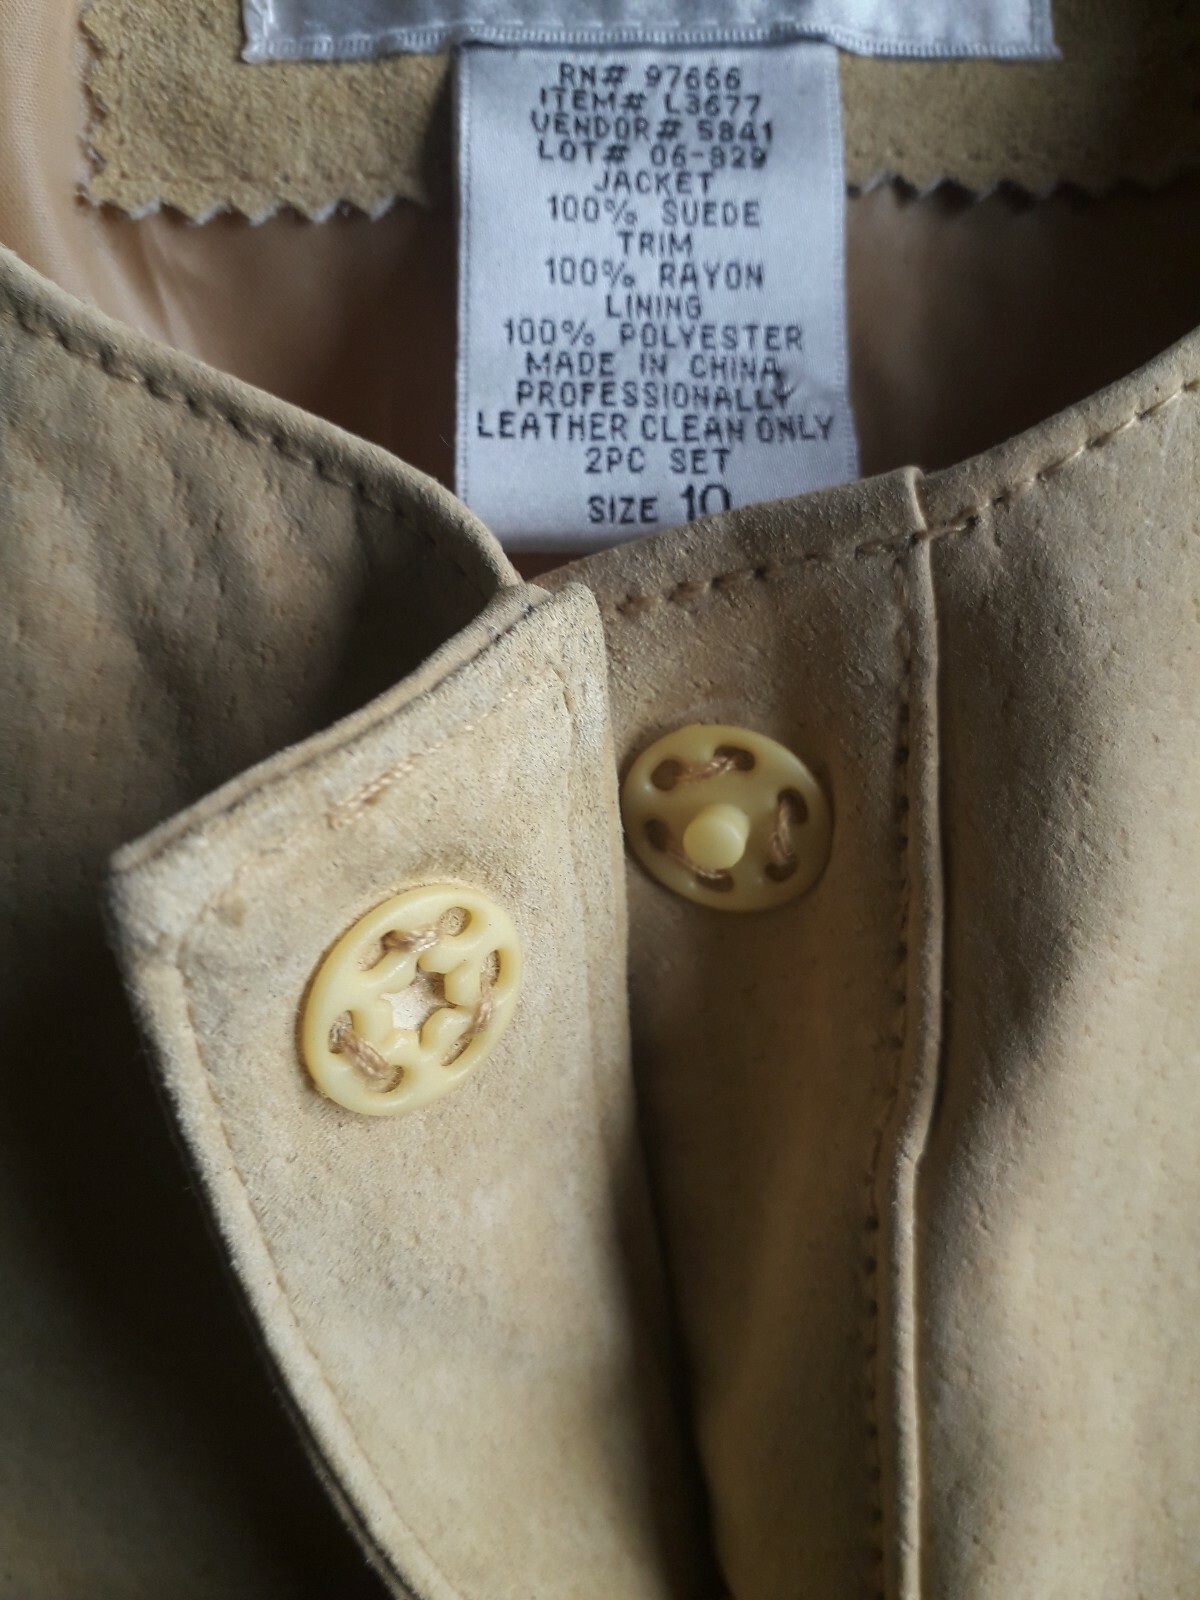 RN# 97666
ITEM# L3677
VENDOR# 5841
LOT# 06-829
JACKET
100% SUEDE
TRIM
100% RAYON
LINING
100% POLYESTER
MADE IN CHINA
PROFESSIONALLY
LEATHER CLEAN ONLY
2PC SET
SIZE 10